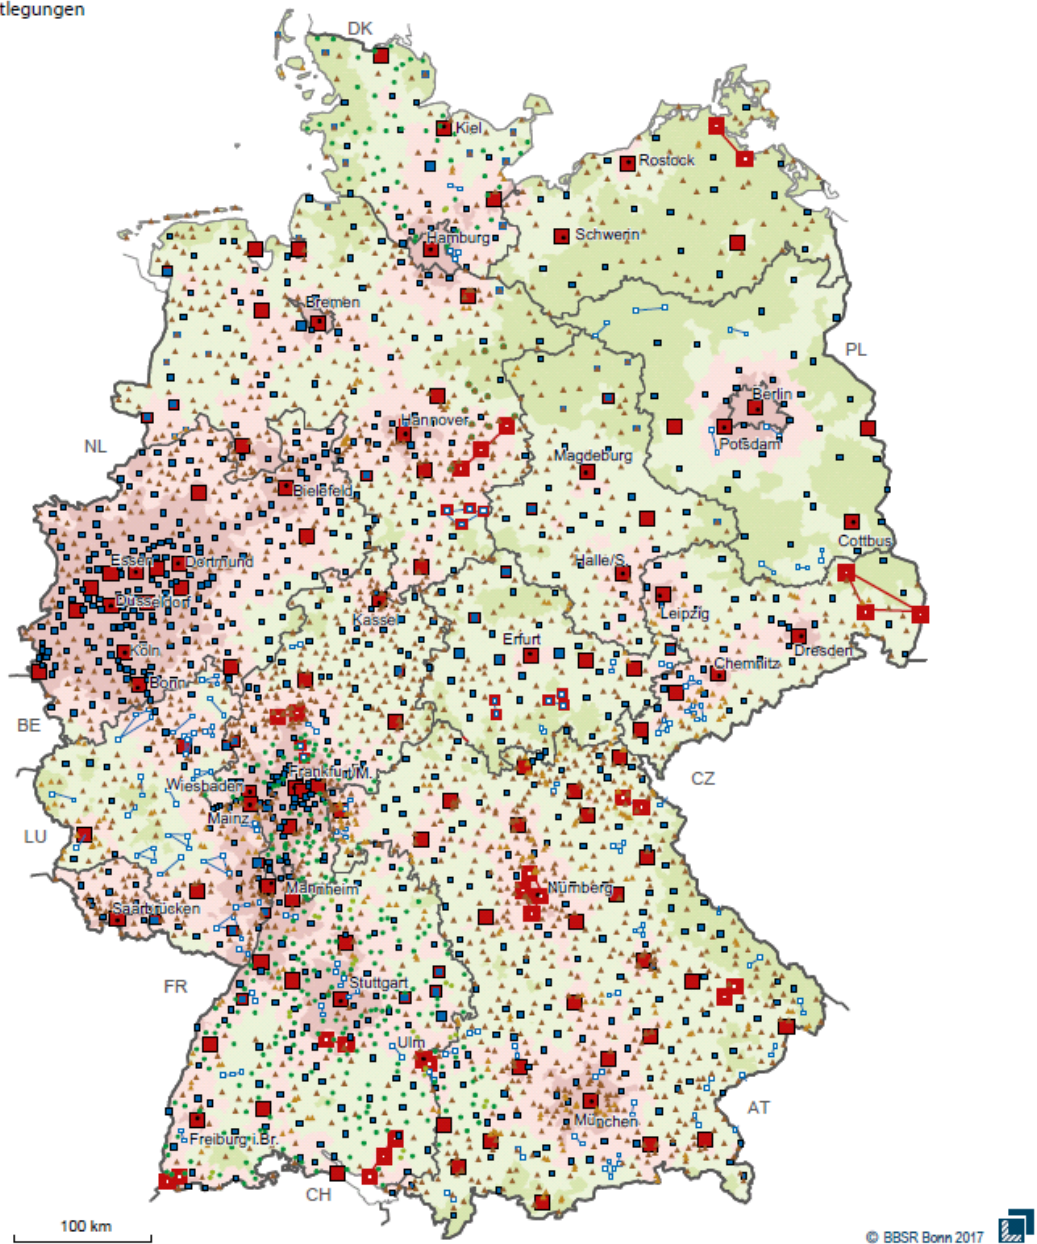 tlegungen
DK
Kiel
Rostock
Hamburg
Schwerin
Bremen
PL
Berlin
Hannover
Potsdam
NL
Magdeburg
Bielefeld
Cottbus
Essen
Dortmund
Halle/S.
Düsseldorf
Leipzig
Kassel
Erfurt
Dresden
Köln
Chemnitz
Bonn
BE
CZ
Frankfurt/M.
Wiesbaden
Mainz
LU
Mannheim
Nürnberg
Saarbrücken
FR
Stuttgart
Ulm
AT
München
Freiburg i.Br.
CH
100 km
© BBSR Bonn 2017